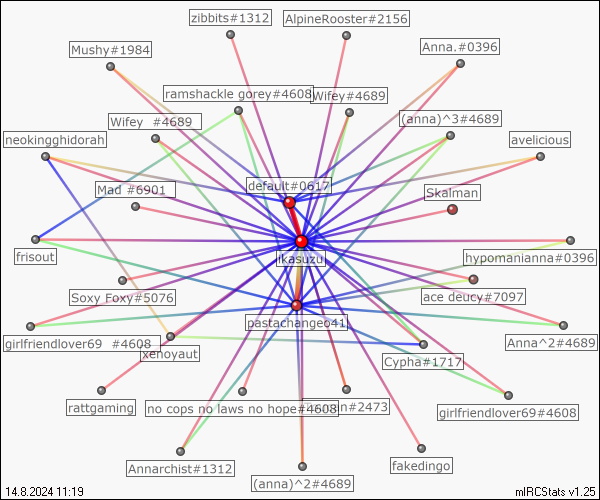 zibbits#1312
AlpineRooster#2156
Mushy#1984
Anna.#0396
ramshackle gorey#4608
Wifey#4689
Wifey #4689
(anna)^3#4689
neokingghidorah
avelicious
default#0617
Mad #6901
Skalman
frisout
ikasuzu
hypomanianna#0396
Soxy Foxy#5076
ace deucy#7097
pastachangeo41
girlfriendlover69 #4608
xenoyaut
Anna^2#4689
Cypha#1717
rattgaming
no cops no laws no hope#4608
#2473
girlfriendlover69#4608
Annarchist#1312
fakedingo
(anna)^2#4689
14.8.2024 11:19
mIRCStats v1.25